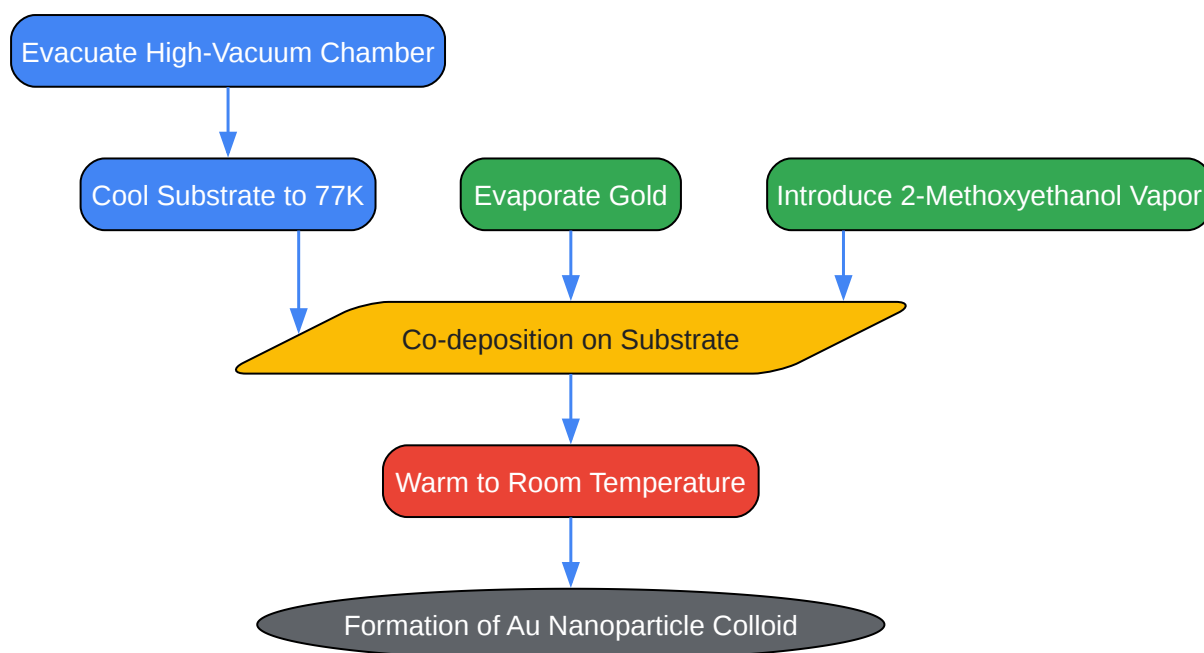 Evacuate High-Vacuum Chamber
Cool Substrate to 77K
Evaporate Gold
Introduce 2-Methoxyethanol Vapor
Co-deposition on Substrate
Warm to Room Temperature
Formation of Au Nanoparticle Colloid